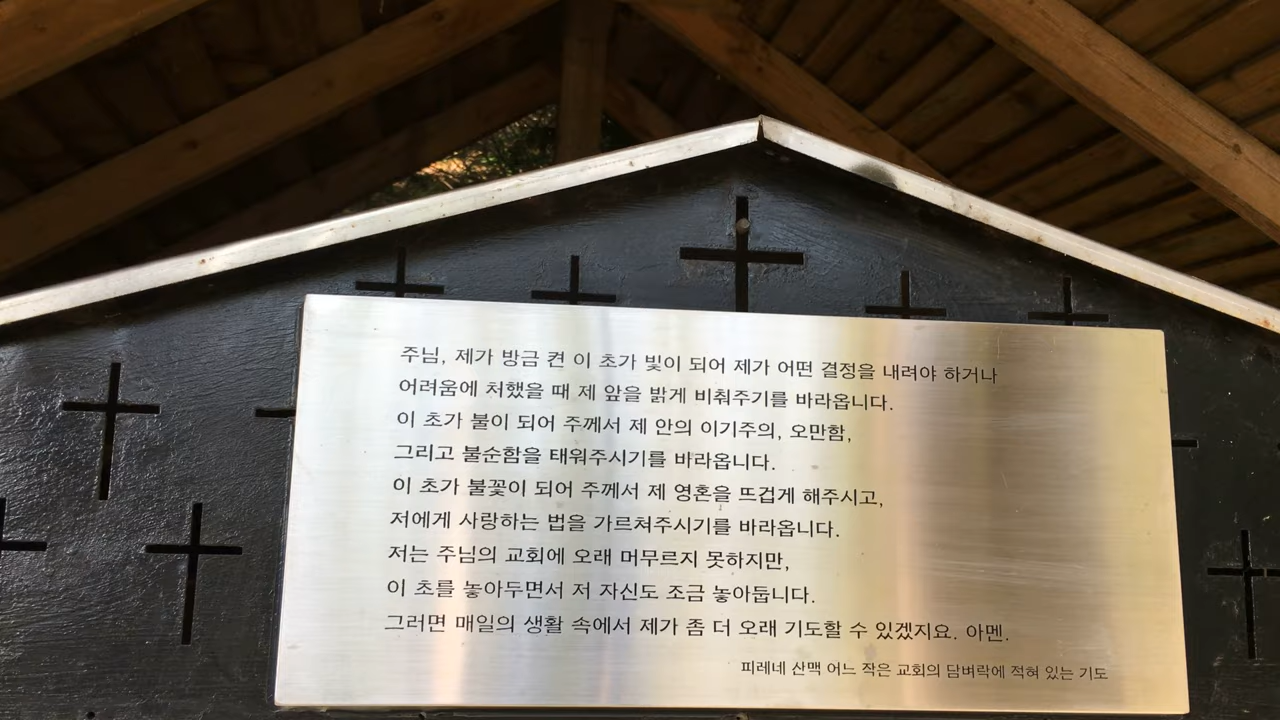 주님, 제가 방금 켠 이 초가 빛이 되어 제가 어떤 결정을 내려야 하거나
어려움에 처했을 때 제 앞을 밝게 비춰주기를 바라옵니다.
이 초가 불이 되어 주께서 제 안의 이기주의, 오만함,
그리고 불순함을 태워주시기를 바라옵니다.
이 초가 불꽃이 되어 주께서 제 영혼을 뜨겁게 해주시고,
저에게 사랑하는 법을 가르쳐주시기를 바라옵니다.
저는 주님의 교회에 오래 머무르지 못하지만,
이 초를 놓아두면서 저 자신도 조금 놓아둡니다.
그러면 매일의 생활 속에서 제가 좀 더 오래 기도할 수 있겠지요. 아멘.
피레네 산맥 어느 작은 교회의 담벼락에 적혀 있는 기도